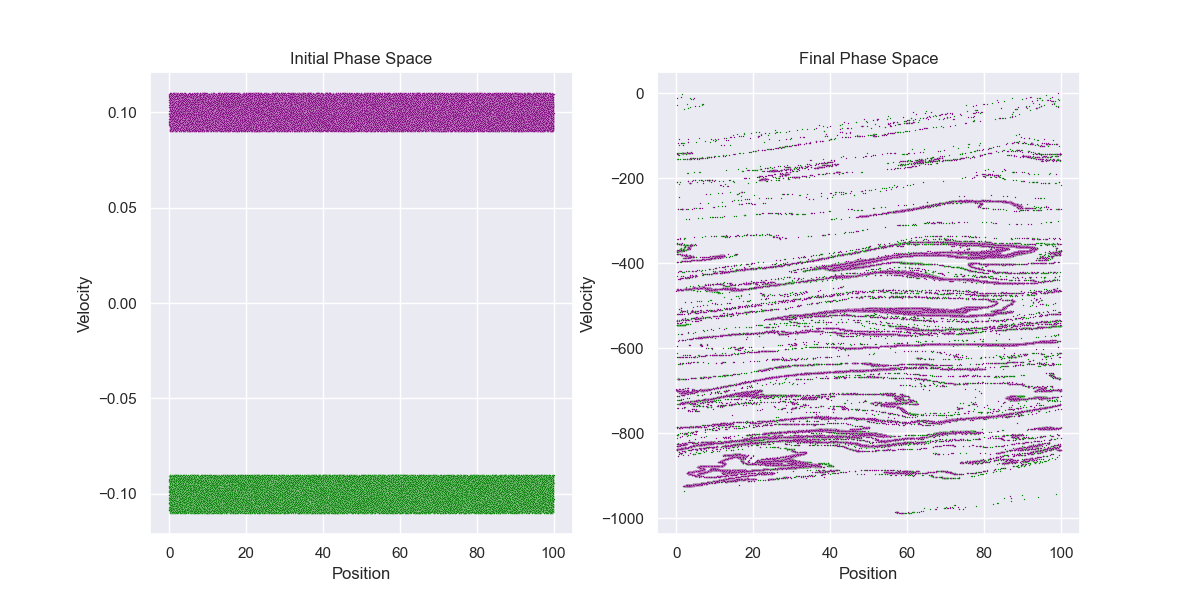 Initial Phase Space
Velocity
0.10
0.05
0.00
−0.05
−0.10
0 20 40 60 80 100
Position
Final Phase Space
Velocity
0
−200
−400
−600
−800
−1000
0 20 40 60 80 100
Position